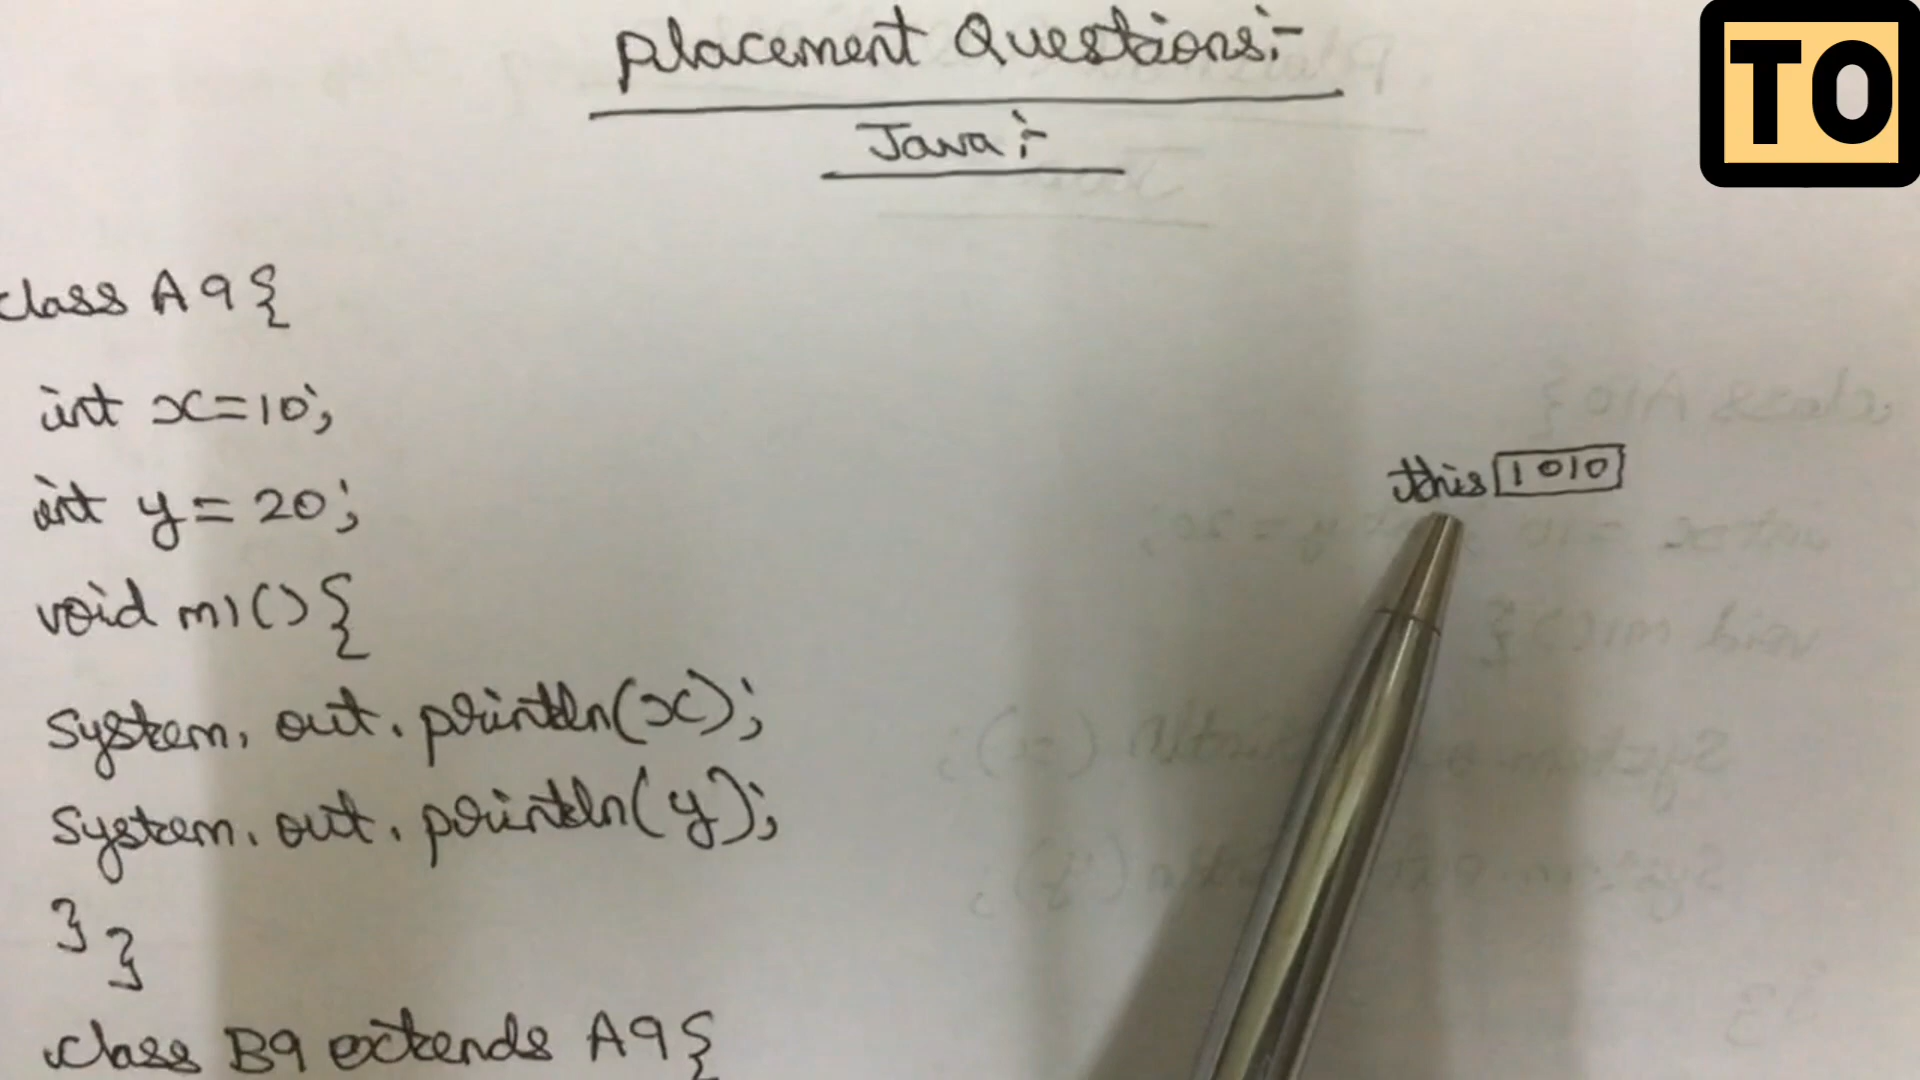 Placement Questions:-
TO
Java:-
class A9{
int x=10;
int y=20;
this 1010
void m1(){
System.out.println(x);
System.out.println(y);
}
}
class B9 extends A9{